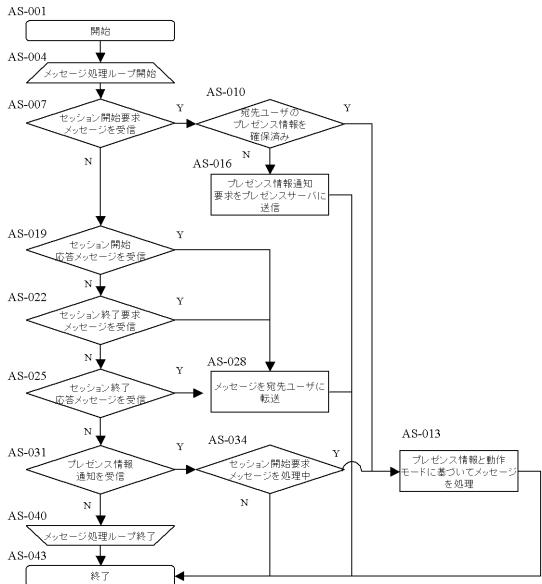 AS-001
開始
AS-004
メッセージ処理ループ開始
AS-007
セッション開始要求
メッセージを受信
Y
N
AS-010
宛先ユーザの
プレゼンス情報を
確保済み
Y
N
AS-016
プレゼンス情報通知
要求をプレゼンスサーバに
送信
AS-019
セッション開始
応答メッセージを受信
Y
N
AS-022
セッション終了要求
メッセージを受信
Y
N
AS-025
セッション終了
応答メッセージを受信
Y
N
AS-028
メッセージを宛先ユーザに
転送
AS-031
プレゼンス情報
通知を受信
Y
N
AS-034
セッション開始要求
メッセージを処理中
Y
N
AS-013
プレゼンス情報と動作
モードに基づいてメッセージ
を処理
AS-040
メッセージ処理ループ終了
AS-043
終了